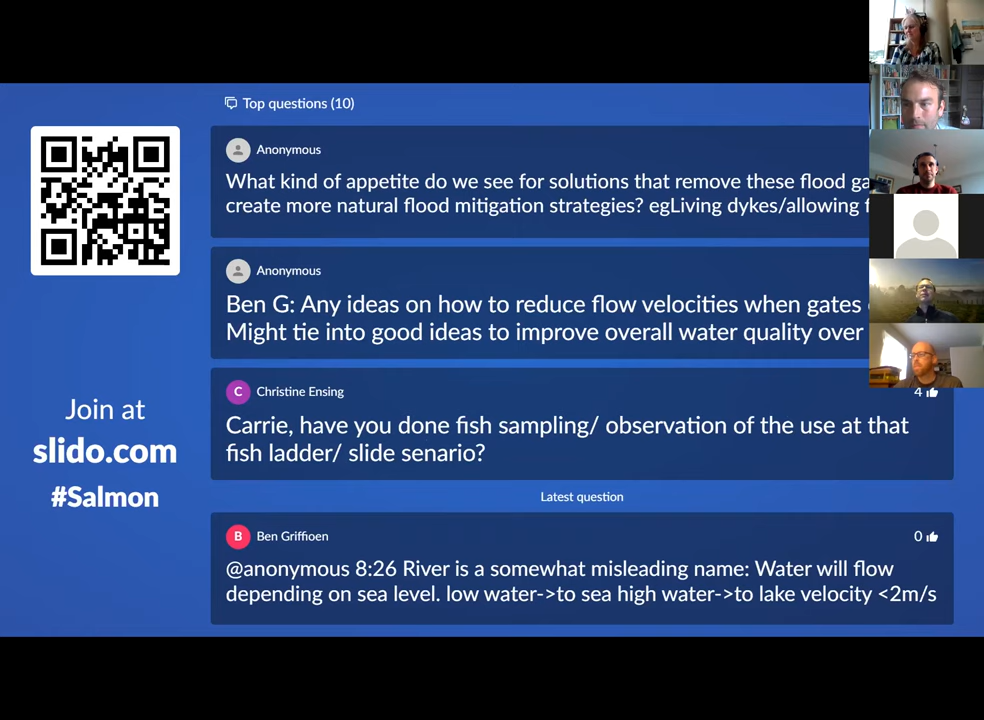 Top questions (10)
Anonymous
What kind of appetite do we see for solutions that remove these flood
create more natural flood mitigation strategies? egLiving dykes/allowing
Anonymous
Ben G: Any ideas on how to reduce flow velocities when gates
Might tie into good ideas to improve overall water quality over
Christine Ensing
4
Carrie, have you done fish sampling/ observation of the use at that
fish ladder/ slide senario?
Join at
slido.com
#Salmon
Latest question
Ben Griffioen
0
@anonymous 8:26 River is a somewhat misleading name: Water will flow
depending on sea level. low water->to sea high water->to lake velocity <2m/s
C
B